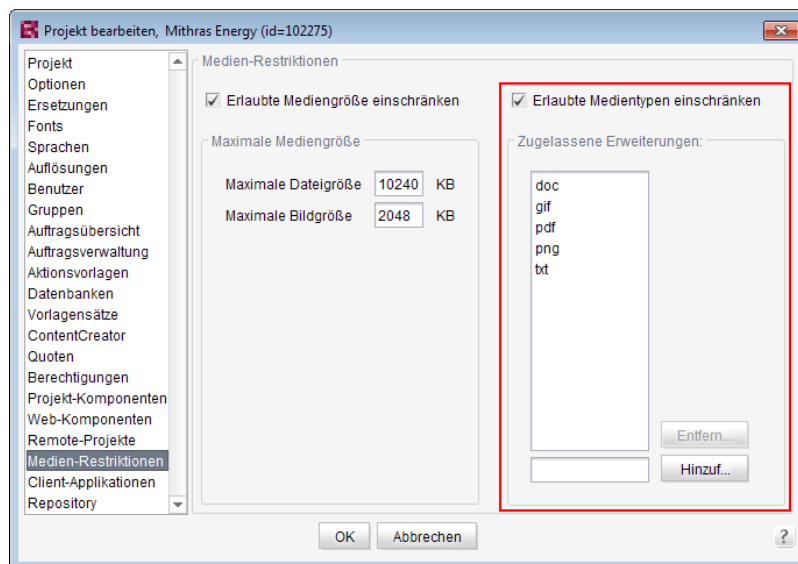 Projekt bearbeiten, Mithras Energy (id=102275)
Projekt
Optionen
Ersetzungen
Fonts
Sprachen
Auflösungen
Benutzer
Gruppen
Auftragsübersicht
Auftragsverwaltung
Aktionsvorlagen
Datenbanken
Vorlagensätze
ContentCreator
Quoten
Berechtigungen
Projekt-Komponenten
Web-Komponenten
Remote-Projekte
Medien-Restriktionen
Client-Applikationen
Repository
Medien-Restriktionen
Erlaubte Mediengröße einschränken
Maximale Mediengröße
Maximale Dateigröße 10240 KB
Maximale Bildgröße 2048 KB
Erlaubte Medientypen einschränken
Zugelassene Erweiterungen:
doc
gif
pdf
png
txt
Entfern...
Hinzuf...
OK Abbrechen ?